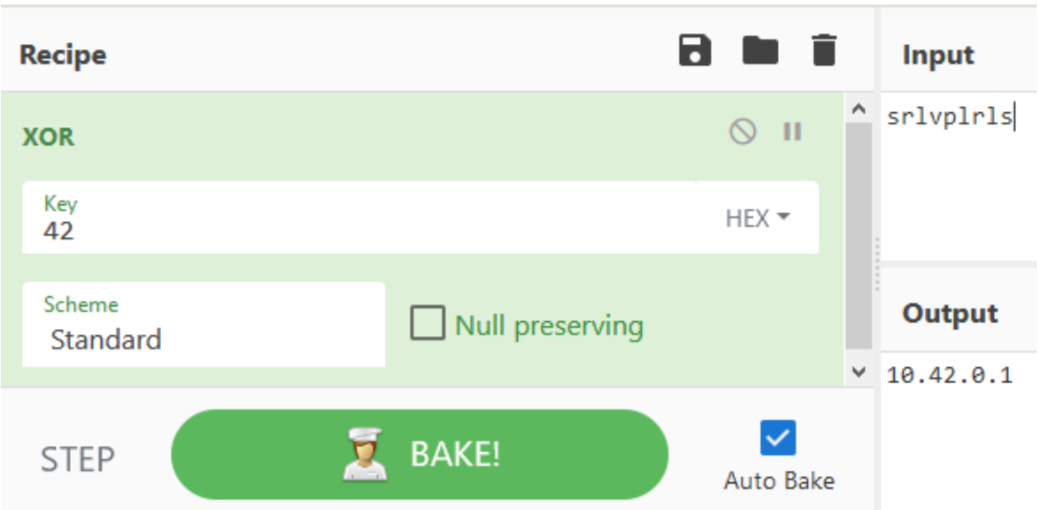 Recipe
XOR
Key
42
HEX
Scheme
Standard
Null preserving
STEP
BAKE!
Auto Bake
Input
srlvplrls
Output
10.42.0.1